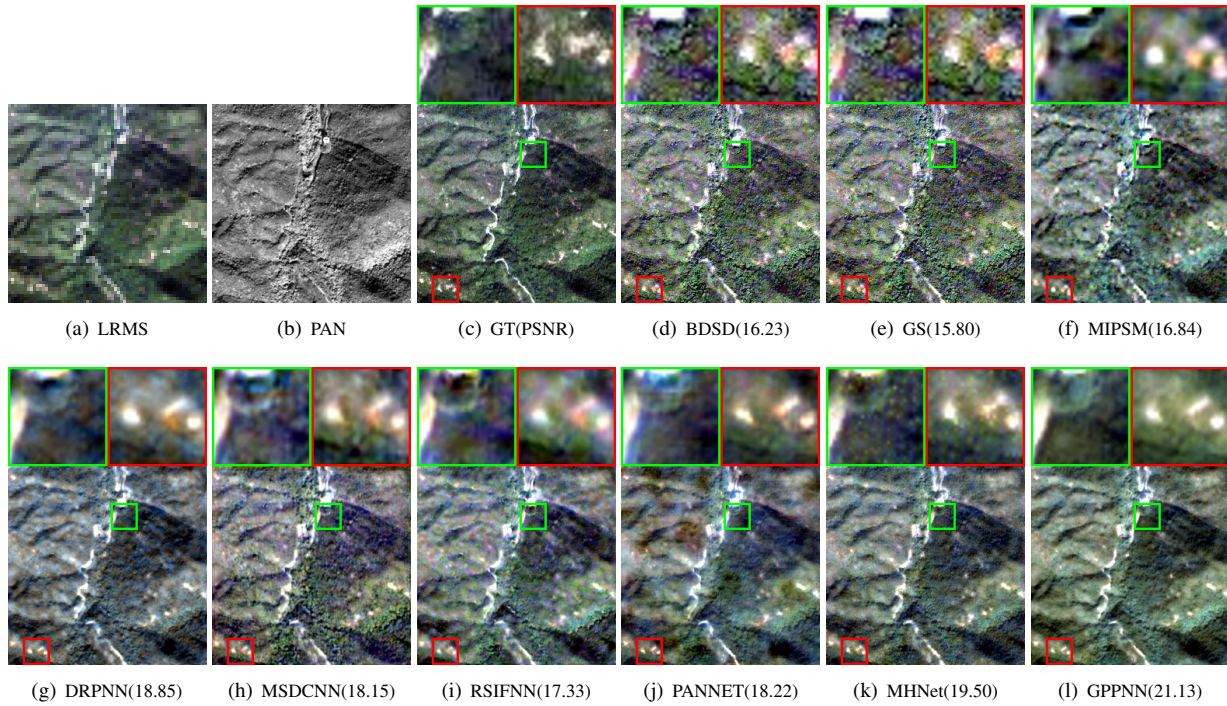 (a) LRMS
(b) PAN
(c) GT(PSNR)
(d) BDSD(16.23)
(e) GS(15.80)
(f) MIPSM(16.84)
(g) DRPNN(18.85)
(h) MSDCNN(18.15)
(i) RSIFNN(17.33)
(j) PANNET(18.22)
(k) MHNet(19.50)
(l) GPPNN(21.13)